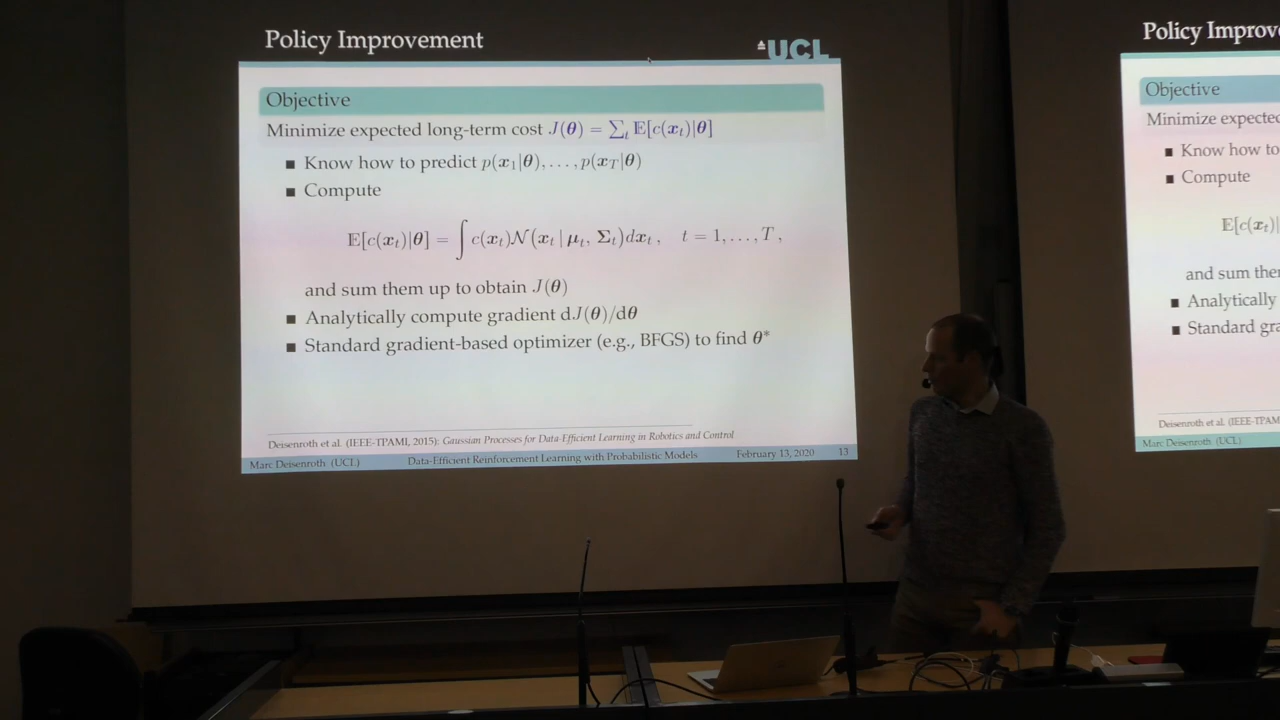 Policy Improvement
UCL
Objective
Minimize expected long-term cost J(θ) = ∑ₜ 𝔼[c(xₜ)|θ]
■ Know how to predict p(x₁|θ), . . . , p(x_T|θ)
■ Compute
𝔼[c(xₜ)|θ] = ∫ c(xₜ)𝒩(xₜ | μₜ, Σₜ)dxₜ , t = 1, . . . , T ,
and sum them up to obtain J(θ)
■ Analytically compute gradient dJ(θ)/dθ
■ Standard gradient-based optimizer (e.g., BFGS) to find θ*
Deisenroth et al. (IEEE-TPAMI, 2015): Gaussian Processes for Data-Efficient Learning in Robotics and Control
Marc Deisenroth (UCL) Data-Efficient Reinforcement Learning with Probabilistic Models February 13, 2020 13
Policy Improv
Objective
Minimize expected
■ Know how to
■ Compute
𝔼[c(xₜ)|
and sum the
■ Analytically
■ Standard gra
Deisenroth et al. (IEEE-TPAM
Marc Deisenroth (UCL)